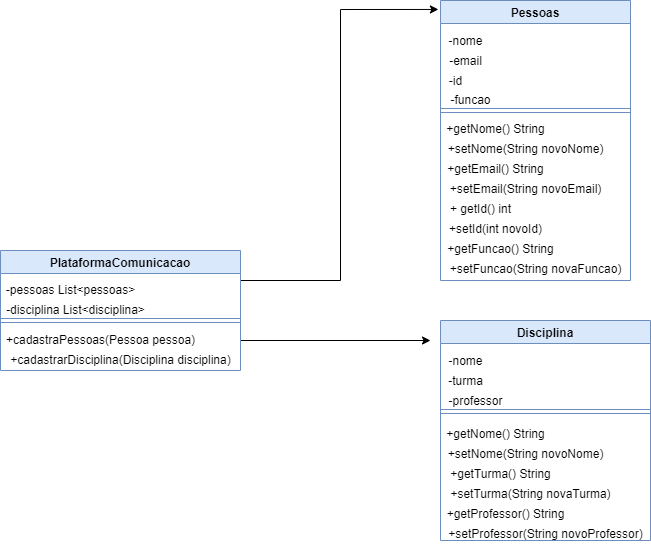 Pessoas
-nome
-email
-id
-funcao
+getNome() String
+setNome(String novoNome)
+getEmail() String
+setEmail(String novoEmail)
+ getId() int
+setId(int novoId)
+getFuncao() String
+setFuncao(String novaFuncao)
PlataformaComunicacao
-pessoas List<pessoas>
-disciplina List<disciplina>
+cadastraPessoas(Pessoa pessoa)
+cadastrarDisciplina(Disciplina disciplina)
Disciplina
-nome
-turma
-professor
+getNome() String
+setNome(String novoNome)
+getTurma() String
+setTurma(String novaTurma)
+getProfessor() String
+setProfessor(String novoProfessor)